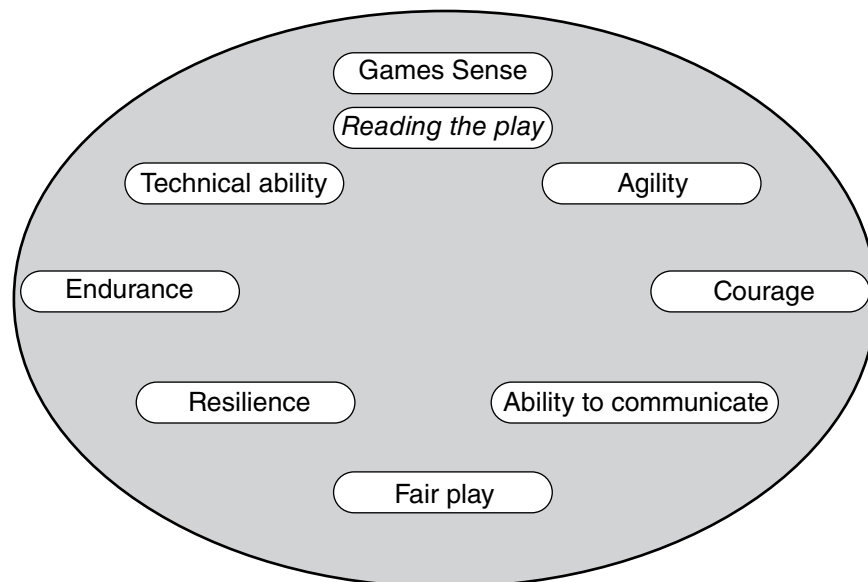 Games Sense
Reading the play
Technical ability
Agility
Endurance
Courage
Resilience
Ability to communicate
Fair play